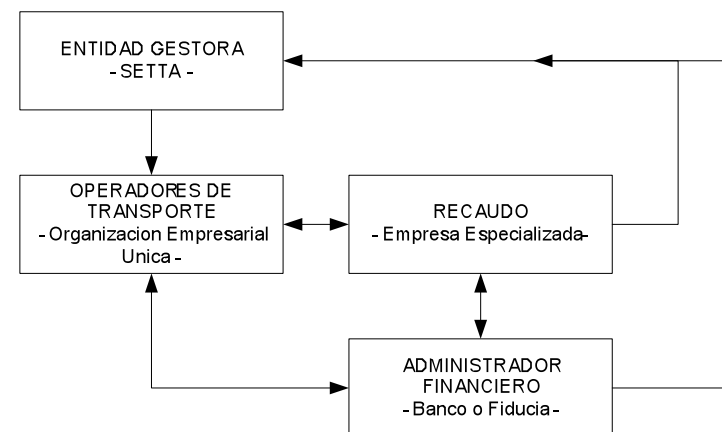 ENTIDAD GESTORA
- SETTA -
OPERADORES DE
TRANSPORTE
- Organizacion Empresarial
Unica -
RECAUDO
- Empresa Especializada-
ADMINISTRADOR
FINANCIERO
- Banco o Fiducia-